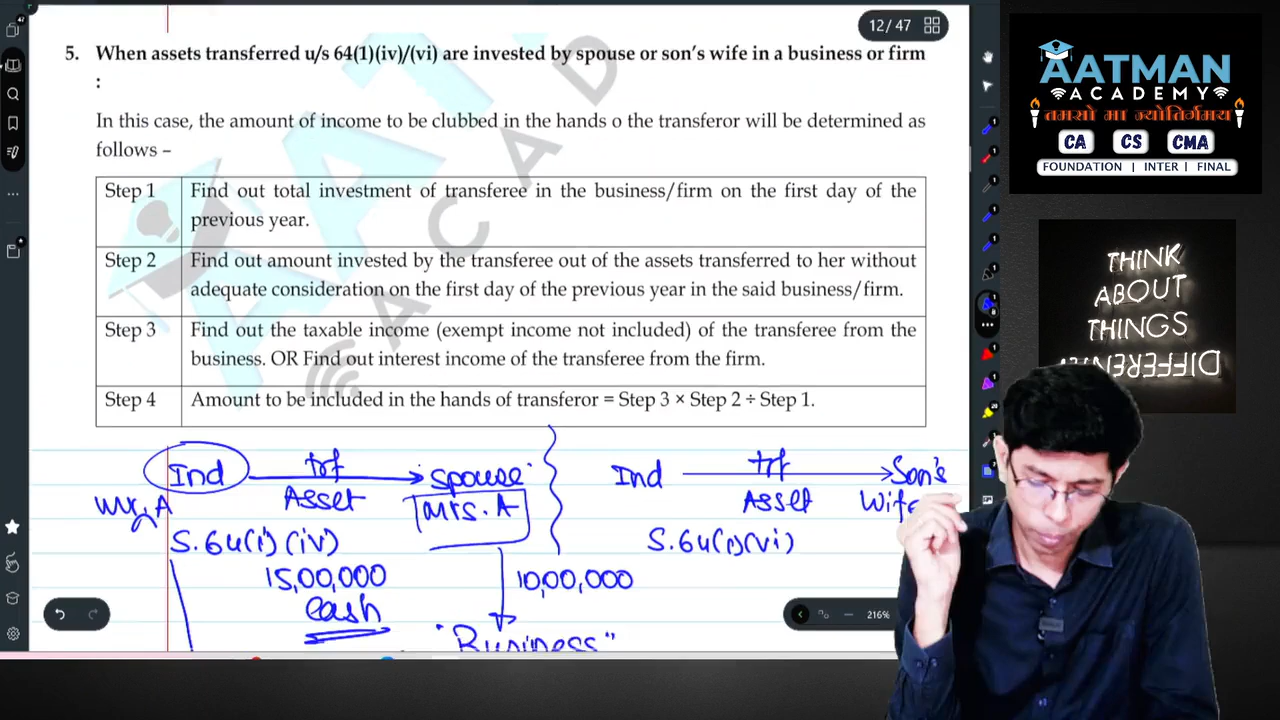 12/47
5. When assets transferred u/s 64(1)(iv)/(vi) are invested by spouse or son's wife in a business or firm
:
In this case, the amount of income to be clubbed in the hands o the transferor will be determined as
follows –
Step 1 Find out total investment of transferee in the business/firm on the first day of the
previous year.
Step 2 Find out amount invested by the transferee out of the assets transferred to her without
adequate consideration on the first day of the previous year in the said business/firm.
Step 3 Find out the taxable income (exempt income not included) of the transferee from the
business. OR Find out interest income of the transferee from the firm.
Step 4 Amount to be included in the hands of transferor = Step 3 × Step 2 ÷ Step 1.
Ind trf Spouse
Mr. A Asset Mrs. A
S.64(i)(iv)
15,00,000 10,00,000
Cash
"Business"
Ind trf Son's
Asset Wife
S.64(1)(vi)
216%
AATMAN
ACADEMY
तमसो मा ज्योतिर्गमय
CA CS CMA
FOUNDATION | INTER | FINAL
THINK
ABOUT
THINGS
DIFFERENTLY